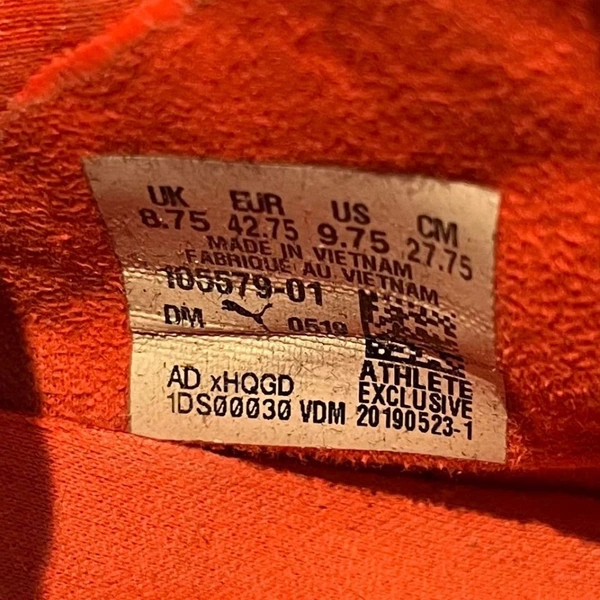 UK EUR US CM
8.75 42.75 9.75 27.75
MADE IN VIETNAM
FABRIQUE AU VIETNAM
105579-01
DM 0519
ATHLETE
AD xHQGD EXCLUSIVE
1DS00030 VDM 20190523-1